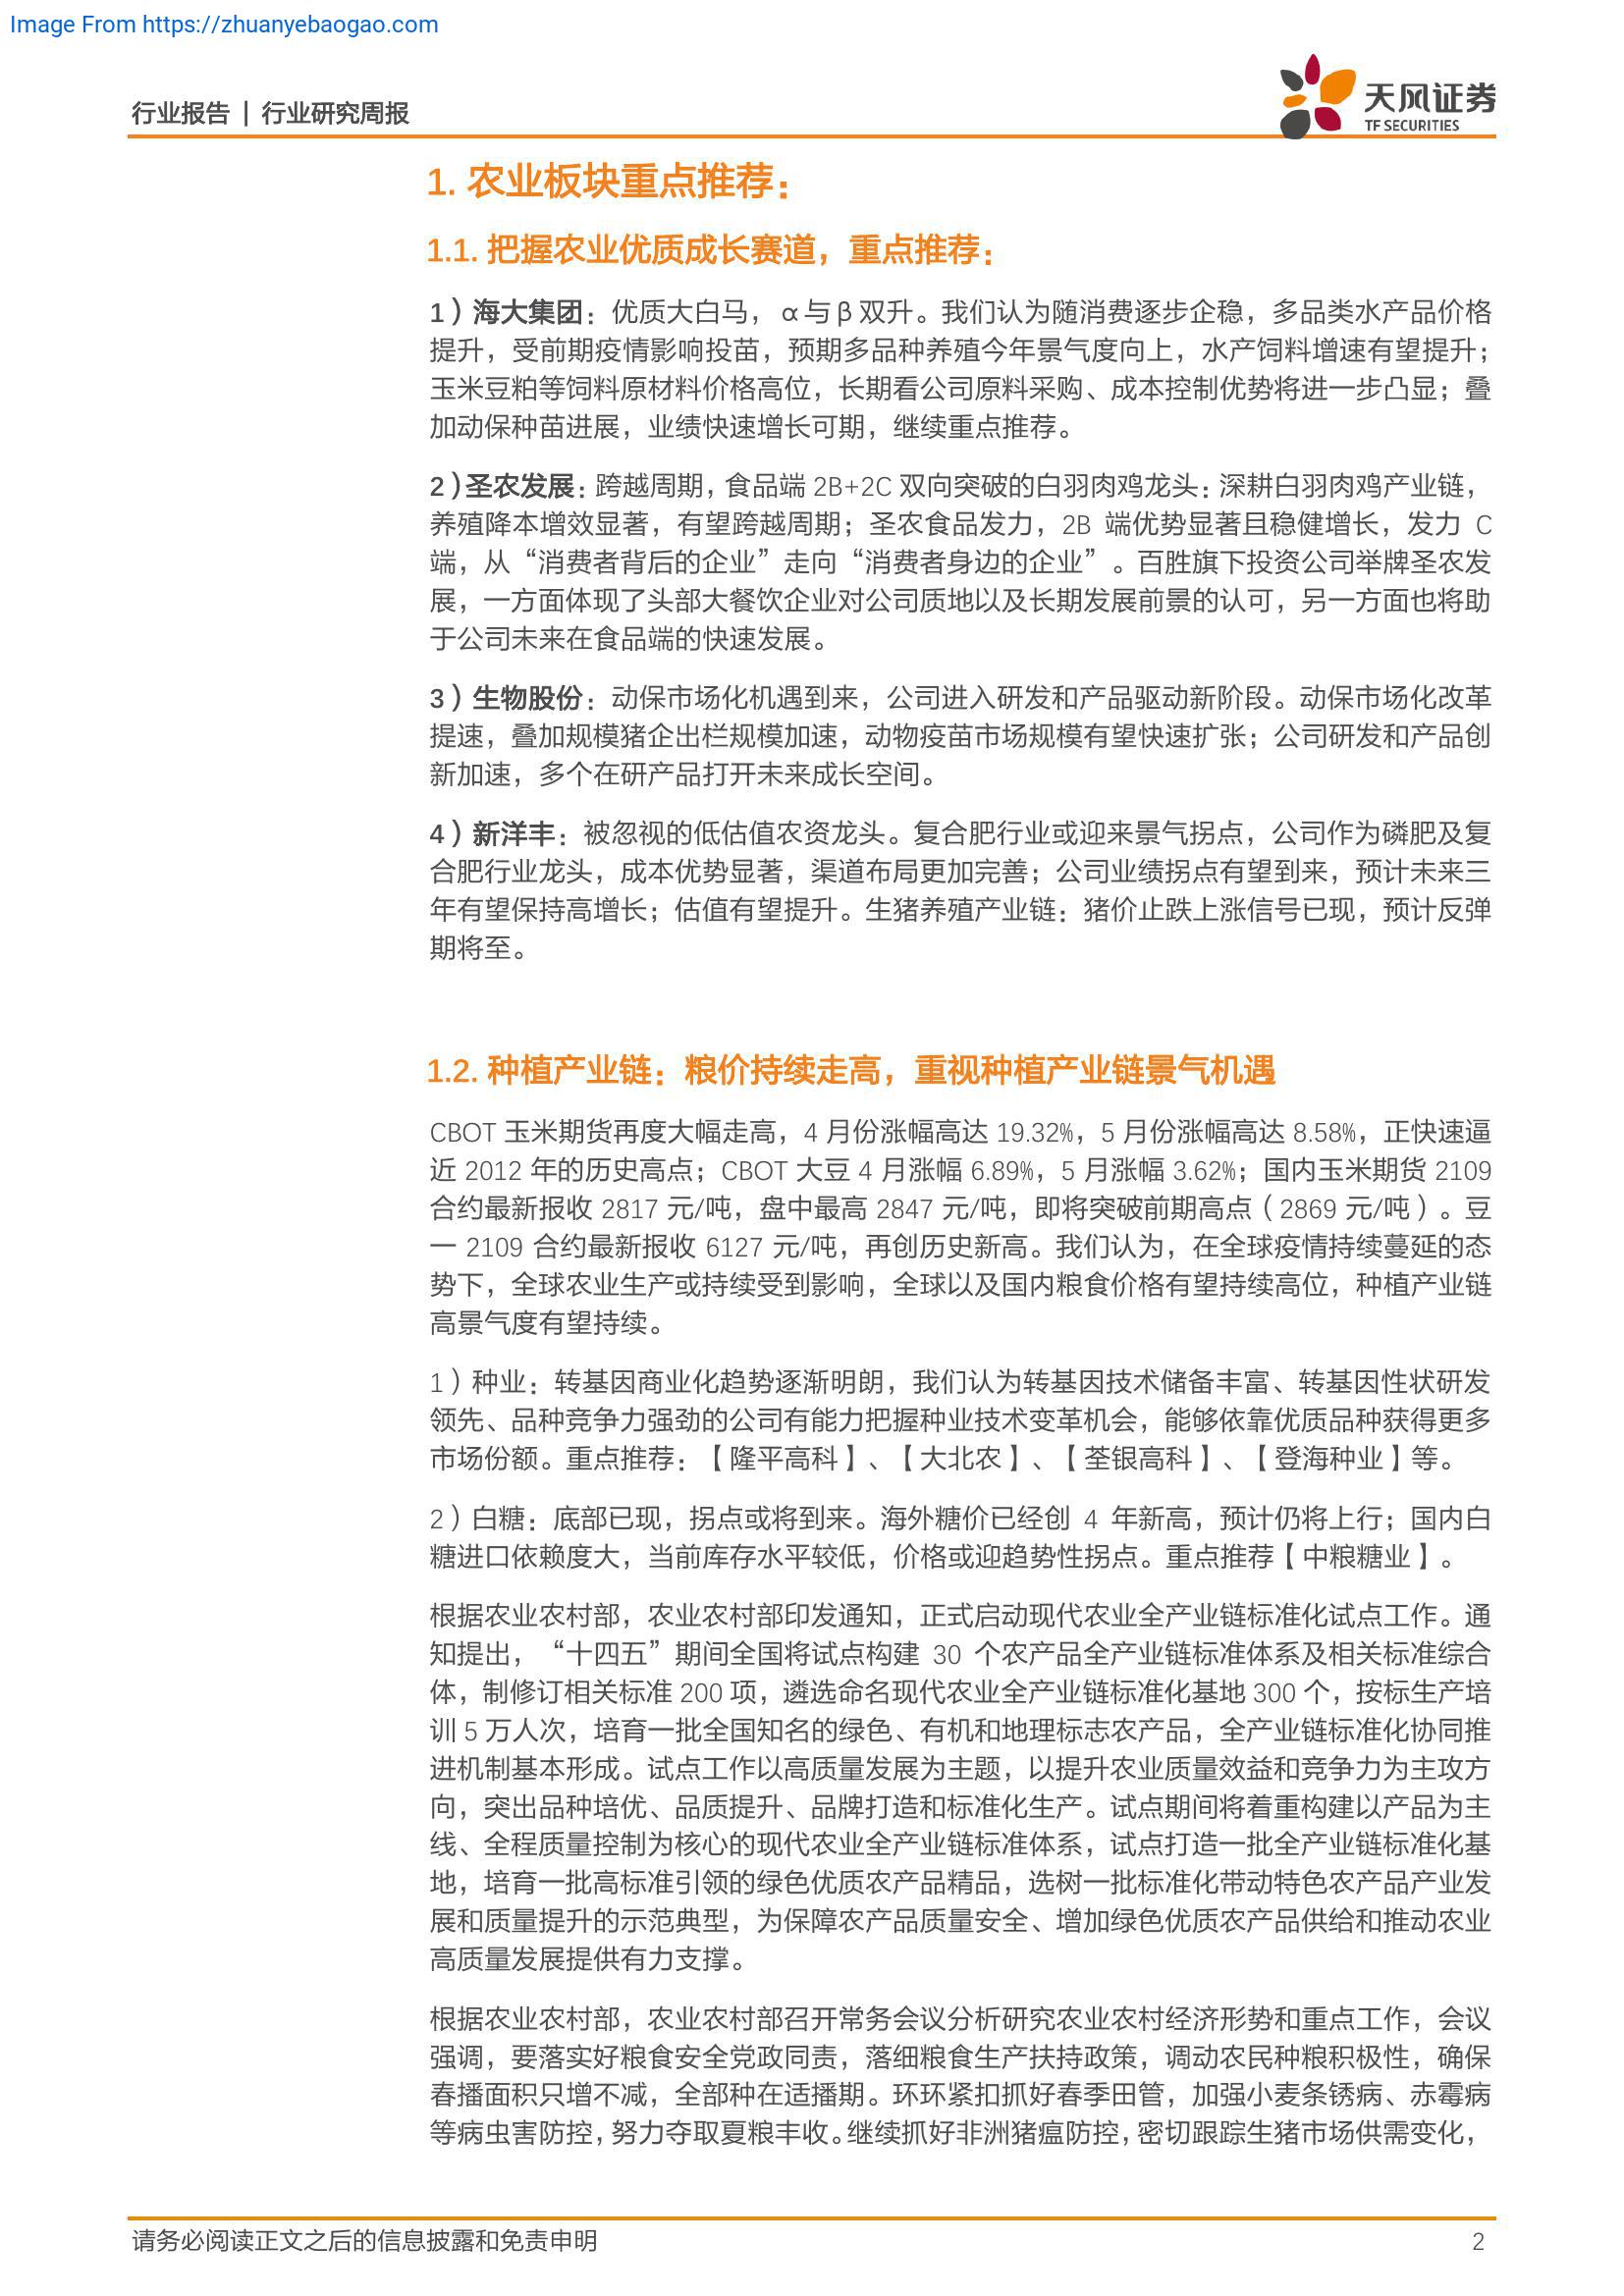 Image From https://zhuanyebaogao.com
行业报告 | 行业研究周报
天风证券
TF SECURITIES
1. 农业板块重点推荐：
1.1. 把握农业优质成长赛道，重点推荐：
1）海大集团：优质大白马，α与β双升。我们认为随消费逐步企稳，多品类水产品价格
提升，受前期疫情影响投苗，预期多品种养殖今年景气度向上，水产饲料增速有望提升；
玉米豆粕等饲料原材料价格高位，长期看公司原料采购、成本控制优势将进一步凸显；叠
加动保种苗进展，业绩快速增长可期，继续重点推荐。
2）圣农发展：跨越周期，食品端 2B+2C 双向突破的白羽肉鸡龙头：深耕白羽肉鸡产业链，
养殖降本增效显著，有望跨越周期；圣农食品发力，2B 端优势显著且稳健增长，发力 C
端，从“消费者背后的企业”走向“消费者身边的企业”。百胜旗下投资公司举牌圣农发
展，一方面体现了头部大餐饮企业对公司质地以及长期发展前景的认可，另一方面也将助
于公司未来在食品端的快速发展。
3）生物股份：动保市场化机遇到来，公司进入研发和产品驱动新阶段。动保市场化改革
提速，叠加规模猪企出栏规模加速，动物疫苗市场规模有望快速扩张；公司研发和产品创
新加速，多个在研产品打开未来成长空间。
4）新洋丰：被忽视的低估值农资龙头。复合肥行业或迎来景气拐点，公司作为磷肥及复
合肥行业龙头，成本优势显著，渠道布局更加完善；公司业绩拐点有望到来，预计未来三
年有望保持高增长；估值有望提升。生猪养殖产业链：猪价止跌上涨信号已现，预计反弹
期将至。
1.2. 种植产业链：粮价持续走高，重视种植产业链景气机遇
CBOT 玉米期货再度大幅走高，4 月份涨幅高达 19.32%，5 月份涨幅高达 8.58%，正快速逼
近 2012 年的历史高点；CBOT 大豆 4 月涨幅 6.89%，5 月涨幅 3.62%；国内玉米期货 2109
合约最新报收 2817 元/吨，盘中最高 2847 元/吨，即将突破前期高点（2869 元/吨）。豆
一 2109 合约最新报收 6127 元/吨，再创历史新高。我们认为，在全球疫情持续蔓延的态
势下，全球农业生产或持续受到影响，全球以及国内粮食价格有望持续高位，种植产业链
高景气度有望持续。
1）种业：转基因商业化趋势逐渐明朗，我们认为转基因技术储备丰富、转基因性状研发
领先、品种竞争力强劲的公司有能力把握种业技术变革机会，能够依靠优质品种获得更多
市场份额。重点推荐：【隆平高科】、【大北农】、【荃银高科】、【登海种业】等。
2）白糖：底部已现，拐点或将到来。海外糖价已经创 4 年新高，预计仍将上行；国内白
糖进口依赖度大，当前库存水平较低，价格或迎趋势性拐点。重点推荐【中粮糖业】。
根据农业农村部，农业农村部印发通知，正式启动现代农业全产业链标准化试点工作。通
知提出，“十四五”期间全国将试点构建 30 个农产品全产业链标准体系及相关标准综合
体，制修订相关标准 200 项，遴选命名现代农业全产业链标准化基地 300 个，按标生产培
训 5 万人次，培育一批全国知名的绿色、有机和地理标志农产品，全产业链标准化协同推
进机制基本形成。试点工作以高质量发展为主题，以提升农业质量效益和竞争力为主攻方
向，突出品种培优、品质提升、品牌打造和标准化生产。试点期间将着重构建以产品为主
线、全程质量控制为核心的现代农业全产业链标准体系，试点打造一批全产业链标准化基
地，培育一批高标准引领的绿色优质农产品精品，选树一批标准化带动特色农产品产业发
展和质量提升的示范典型，为保障农产品质量安全、增加绿色优质农产品供给和推动农业
高质量发展提供有力支撑。
根据农业农村部，农业农村部召开常务会议分析研究农业农村经济形势和重点工作，会议
强调，要落实好粮食安全党政同责，落细粮食生产扶持政策，调动农民种粮积极性，确保
春播面积只增不减，全部种在适播期。环环紧扣抓好春季田管，加强小麦条锈病、赤霉病
等病虫害防控，努力夺取夏粮丰收。继续抓好非洲猪瘟防控，密切跟踪生猪市场供需变化，
请务必阅读正文之后的信息披露和免责申明
2